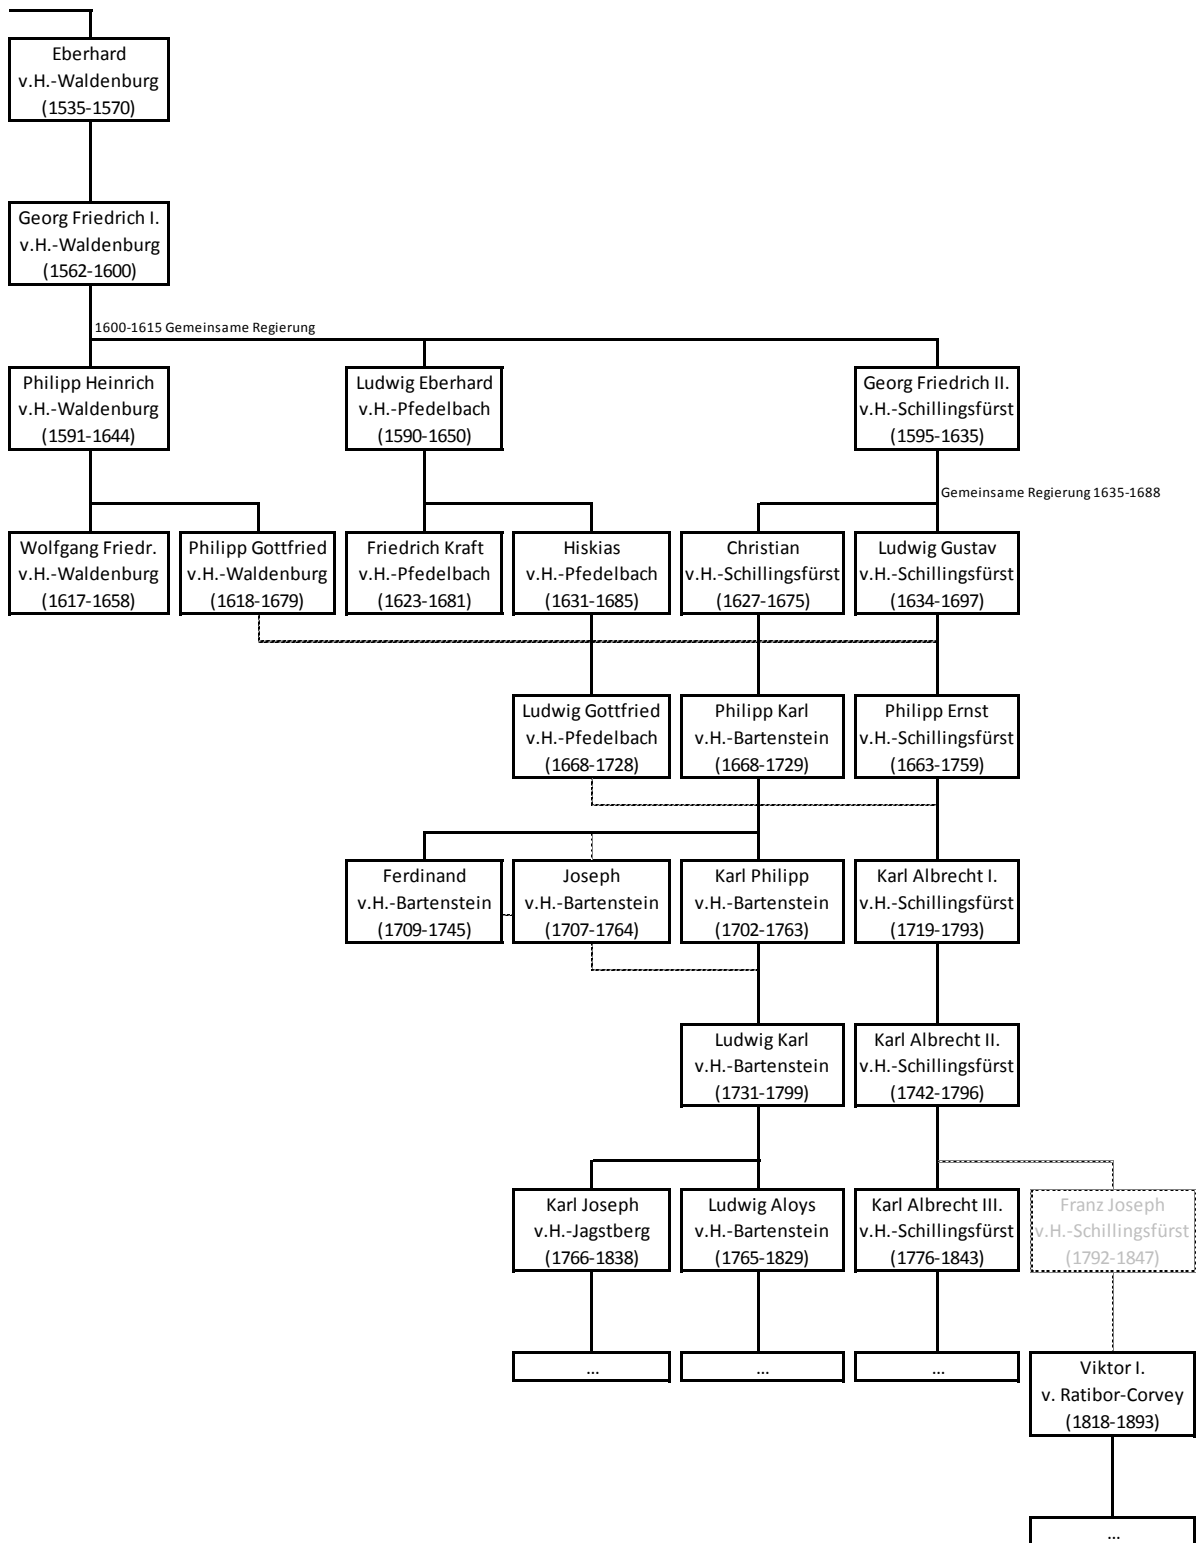 Eberhard
v.H.-Waldenburg
(1535-1570)
Georg Friedrich I.
v.H.-Waldenburg
(1562-1600)
1600-1615 Gemeinsame Regierung
Philipp Heinrich
v.H.-Waldenburg
(1591-1644)
Ludwig Eberhard
v.H.-Pfedelbach
(1590-1650)
Georg Friedrich II.
v.H.-Schillingsfürst
(1595-1635)
Gemeinsame Regierung 1635-1688
Wolfgang Friedr.
v.H.-Waldenburg
(1617-1658)
Philipp Gottfried
v.H.-Waldenburg
(1618-1679)
Friedrich Kraft
v.H.-Pfedelbach
(1623-1681)
Hiskias
v.H.-Pfedelbach
(1631-1685)
Christian
v.H.-Schillingsfürst
(1627-1675)
Ludwig Gustav
v.H.-Schillingsfürst
(1634-1697)
Ludwig Gottfried
v.H.-Pfedelbach
(1668-1728)
Philipp Karl
v.H.-Bartenstein
(1668-1729)
Philipp Ernst
v.H.-Schillingsfürst
(1663-1759)
Ferdinand
v.H.-Bartenstein
(1709-1745)
Joseph
v.H.-Bartenstein
(1707-1764)
Karl Philipp
v.H.-Bartenstein
(1702-1763)
Karl Albrecht I.
v.H.-Schillingsfürst
(1719-1793)
Ludwig Karl
v.H.-Bartenstein
(1731-1799)
Karl Albrecht II.
v.H.-Schillingsfürst
(1742-1796)
Karl Joseph
v.H.-Jagstberg
(1766-1838)
Ludwig Aloys
v.H.-Bartenstein
(1765-1829)
Karl Albrecht III.
v.H.-Schillingsfürst
(1776-1843)
Franz Joseph
v.H.-Schillingsfürst
(1792-1847)
...
...
...
Viktor I.
v. Ratibor-Corvey
(1818-1893)
...